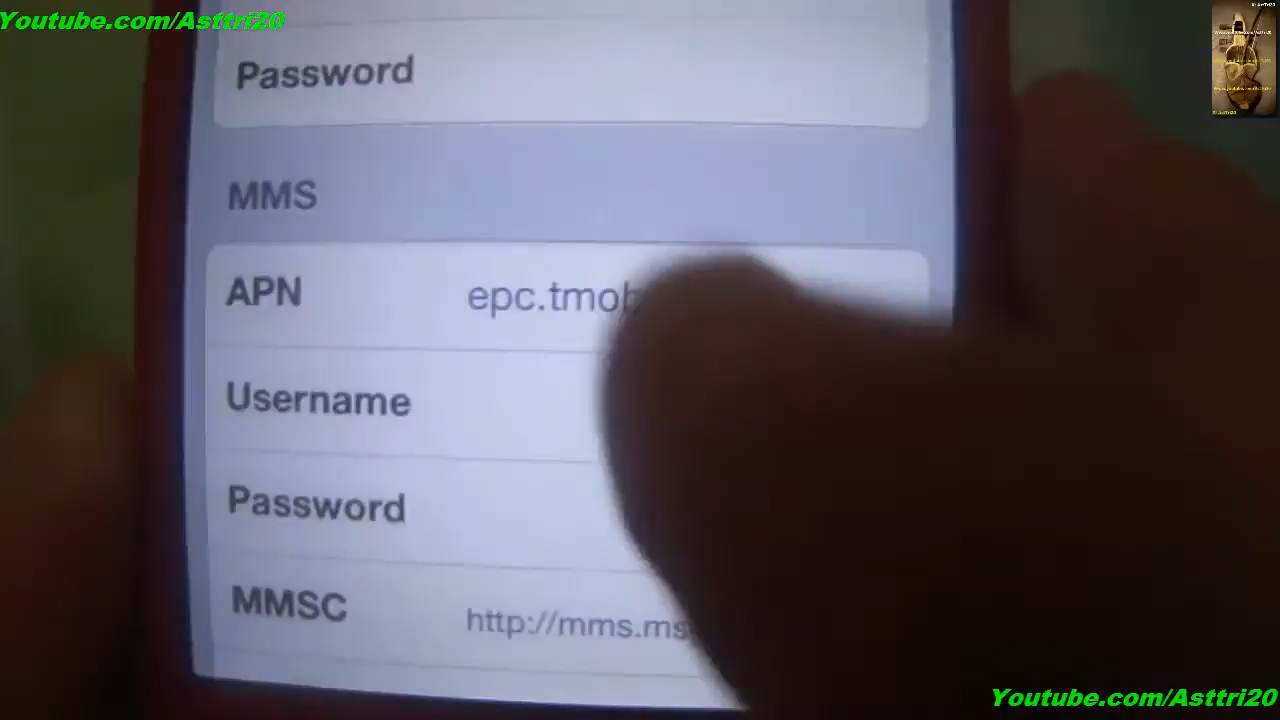 Youtube.com/Asttri20
Password
MMS
APN epc.tmob
Username
Password
MMSC http://mms.ms
Youtube.com/Asttri20